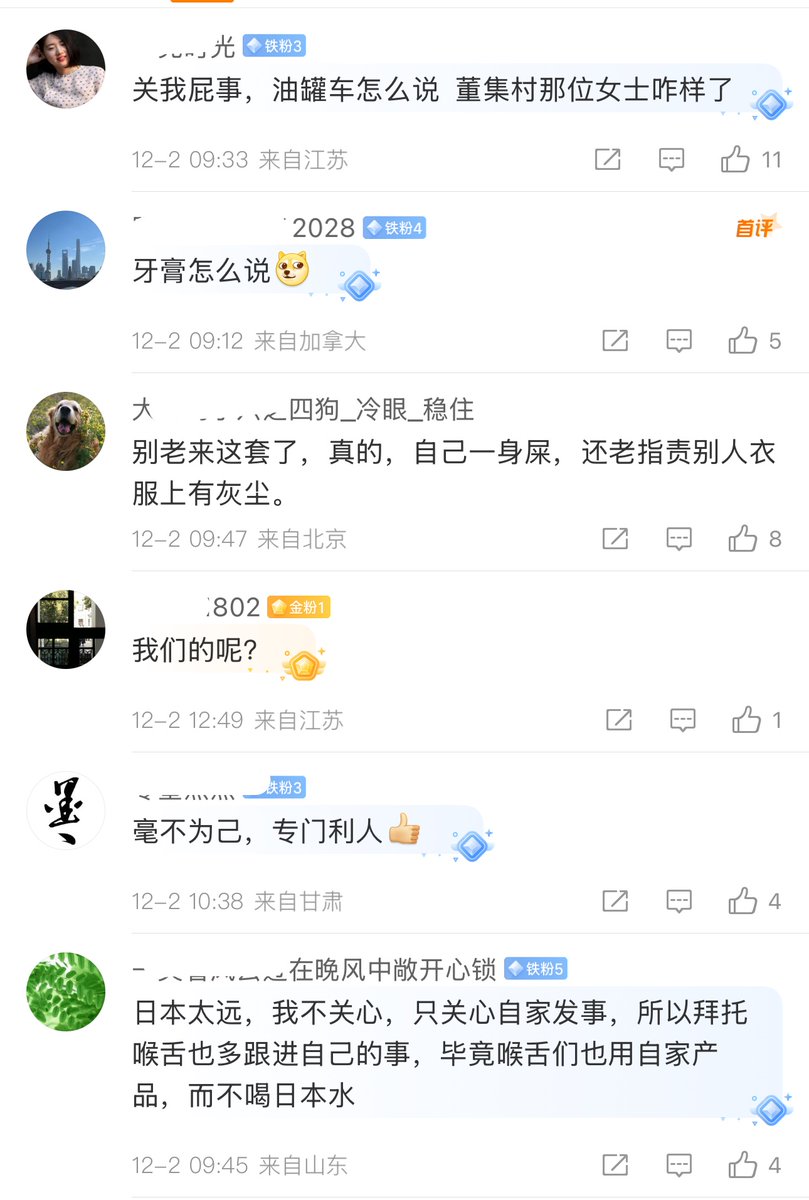 光 铁粉3
关我屁事，油罐车怎么说 董集村那位女士咋样了
12-2 09:33 来自江苏 11
2028 铁粉4 首评
牙膏怎么说
12-2 09:12 来自加拿大 5
大 四狗_冷眼_稳住
别老来这套了，真的，自己一身屎，还老指责别人衣
服上有灰尘。
12-2 09:47 来自北京 8
802 金粉1
我们的呢？
12-2 12:49 来自江苏 1
铁粉3
毫不为己，专门利人
12-2 10:38 来自甘肃 4
在晚风中敞开心锁 铁粉5
日本太远，我不关心，只关心自家发事，所以拜托
喉舌也多跟进自己的事，毕竟喉舌们也用自家产
品，而不喝日本水
12-2 09:45 来自山东 4